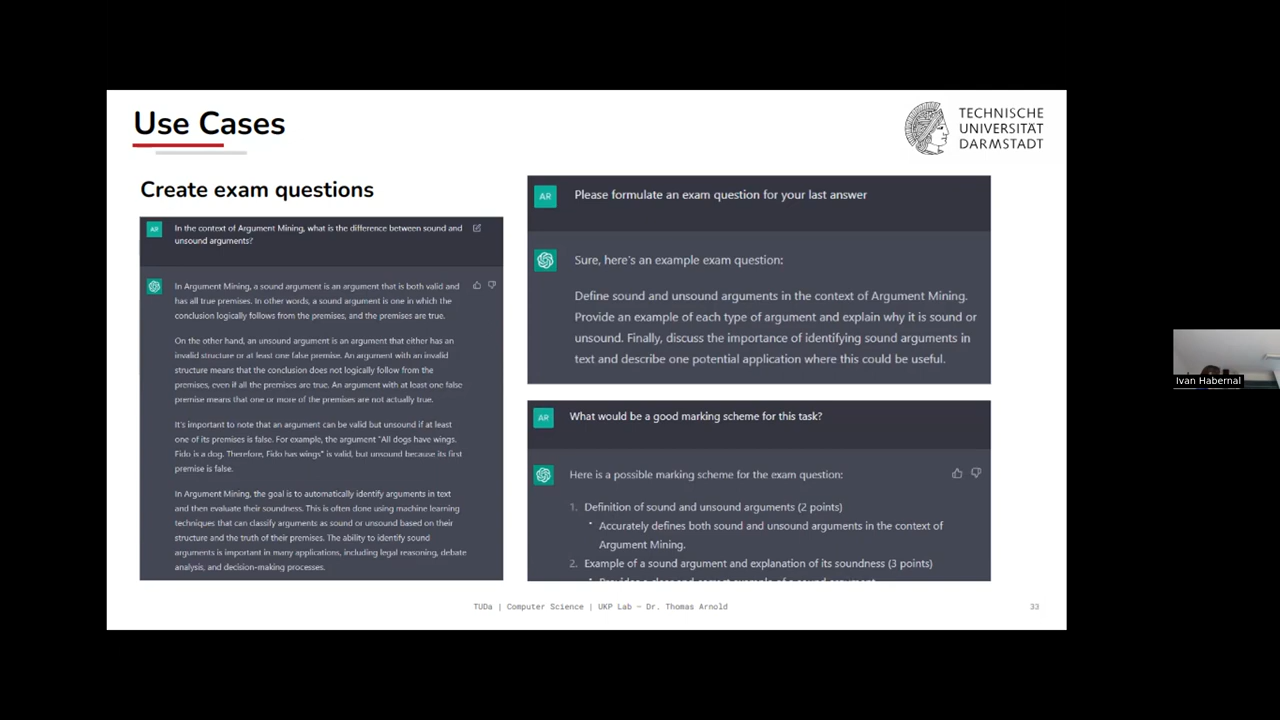 Use Cases
TECHNISCHE
UNIVERSITÄT
DARMSTADT
Create exam questions
AR
In the context of Argument Mining, what is the difference between sound and
unsound arguments?
In Argument Mining, a sound argument is an argument that is both valid and
has all true premises. In other words, a sound argument is one in which the
conclusion logically follows from the premises, and the premises are true.
On the other hand, an unsound argument is an argument that either has an
invalid structure or at least one false premise. An argument with an invalid
structure means that the conclusion does not logically follow from the
premises, even if all the premises are true. An argument with at least one false
premise means that one or more of the premises are not actually true.
It's important to note that an argument can be valid but unsound if at least
one of its premises is false. For example, the argument "All dogs have wings.
Fido is a dog. Therefore, Fido has wings" is valid, but unsound because its first
premise is false.
In Argument Mining, the goal is to automatically identify arguments in text
and then evaluate their soundness. This is often done using machine learning
techniques that can classify arguments as sound or unsound based on their
structure and the truth of their premises. The ability to identify sound
arguments is important in many applications, including legal reasoning, debate
analysis, and decision-making processes.
AR
Please formulate an exam question for your last answer
Sure, here's an example exam question:
Define sound and unsound arguments in the context of Argument Mining.
Provide an example of each type of argument and explain why it is sound or
unsound. Finally, discuss the importance of identifying sound arguments in
text and describe one potential application where this could be useful.
AR
What would be a good marking scheme for this task?
Here is a possible marking scheme for the exam question:
1. Definition of sound and unsound arguments (2 points)
• Accurately defines both sound and unsound arguments in the context of
Argument Mining.
2. Example of a sound argument and explanation of its soundness (3 points)
TUDa | Computer Science | UKP Lab – Dr. Thomas Arnold
33
Ivan Habernal